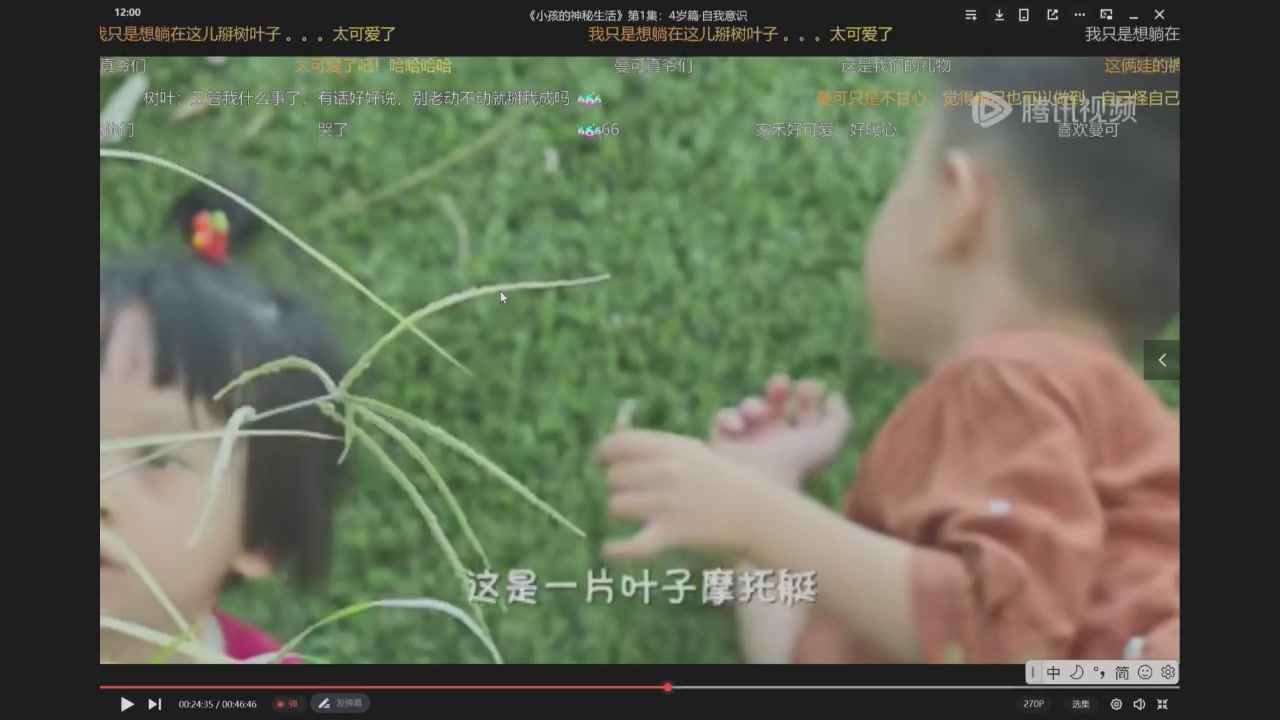 12:00
《小孩的神秘生活》第1集：4岁篇·自我意识
我只是想躺在这儿掰树叶子。。。太可爱了 我只是想躺在这儿掰树叶子。。。太可爱了 我只是想躺在
真爷们 太可爱了吧！哈哈哈哈 曼可真爷们 这是我们的礼物 这俩娃的裤
树叶：又管我什么事了，有话好好说，别老动不动就掰我成吗 666 曼可只是不甘心，觉得自己也可以做到，自己怪自己
腾讯视频
做们 哭了 66666 家禾好可爱，好暖心 喜欢曼可
这是一片叶子摩托艇
中 简
00:24:35 / 00:46:46 弹 发弹幕 270P 选集